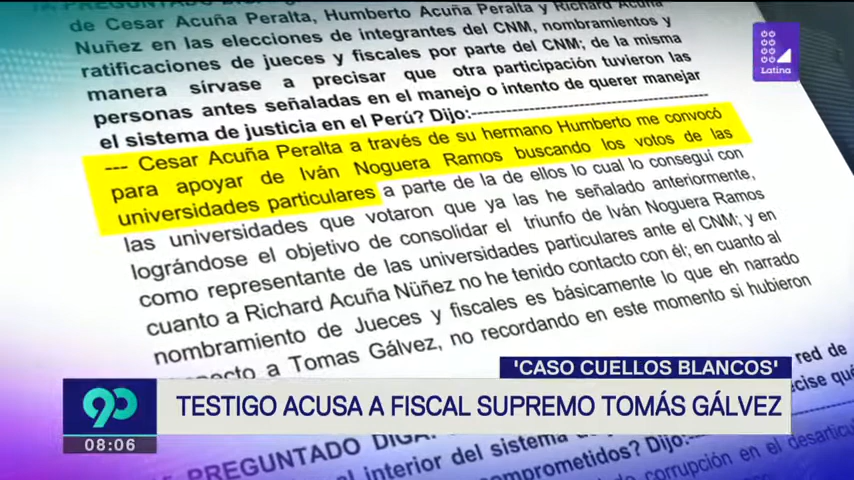 PREGUNTADO DIGA:
de Cesar Acuña Peralta, Humberto Acuña Peralta y Richard Acuña
Nuñez en las elecciones de integrantes del CNM, nombramientos y
ratificaciones de jueces y fiscales por parte del CNM; de la misma
manera sírvase a precisar que otra participación tuvieron las
personas antes señaladas en el manejo o intento de querer manejar
el sistema de justicia en el Perú? Dijo:
--- Cesar Acuña Peralta a través de su hermano Humberto me convocó
para apoyar de Iván Noguera Ramos buscando los votos de las
universidades particulares a parte de la de ellos lo cual lo conseguí con
las universidades que votaron que ya las he señalado anteriormente,
lográndose el objetivo de consolidar el triunfo de Iván Noguera Ramos
como representante de las universidades particulares ante el CNM; y en
cuanto a Richard Acuña Núñez no he tenido contacto con él; en cuanto al
nombramiento de Jueces y fiscales es básicamente lo que eh narrado
respecto a Tomas Gálvez, no recordando en este momento si hubieron
Latina
red de
'CASO CUELLOS BLANCOS'
90
TESTIGO ACUSA A FISCAL SUPREMO TOMÁS GÁLVEZ
08:06
PREGUNTADO DIGA:
el interior del sistema de
comprometidos? Dijo:
corrupción en el